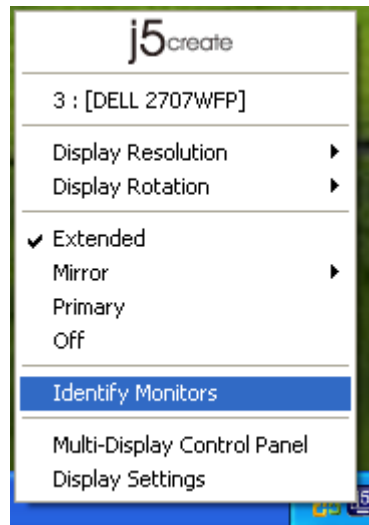 j5create
3 : [DELL 2707WFP]
Display Resolution
Display Rotation
Extended
Mirror
Primary
Off
Identify Monitors
Multi-Display Control Panel
Display Settings